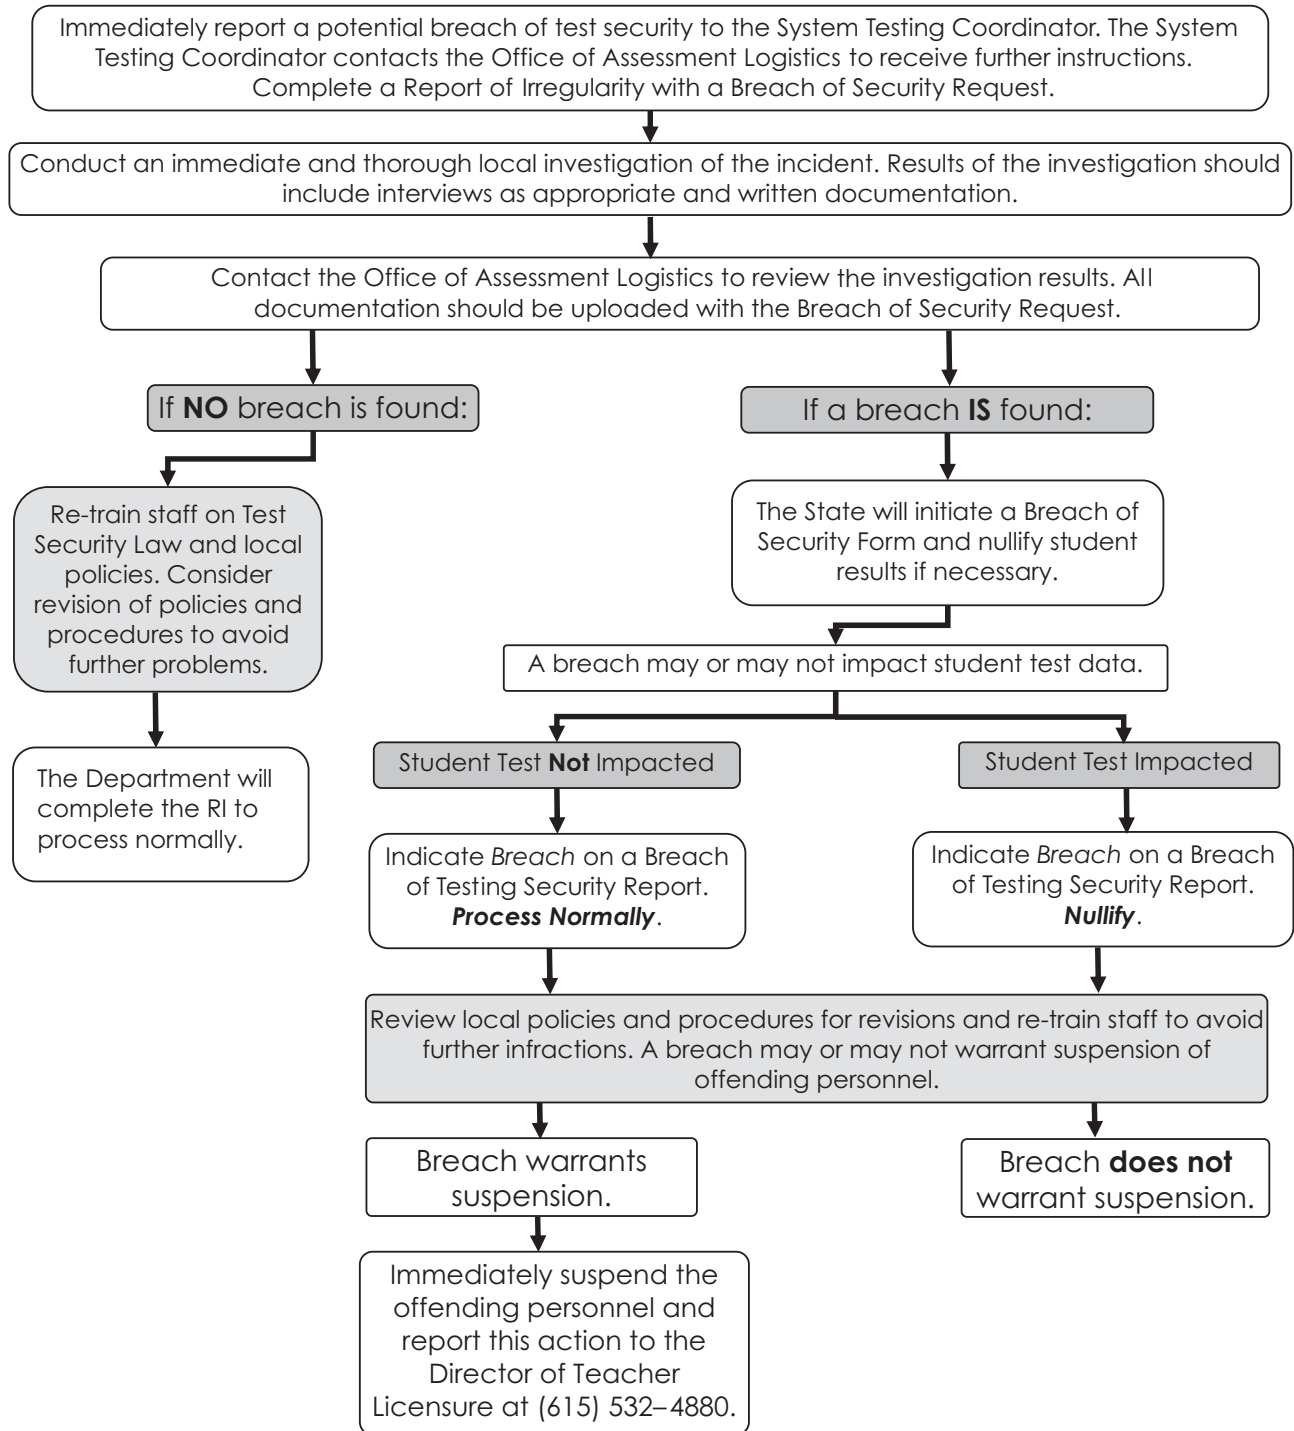 Immediately report a potential breach of test security to the System Testing Coordinator. The System
Testing Coordinator contacts the Office of Assessment Logistics to receive further instructions.
Complete a Report of Irregularity with a Breach of Security Request.
Conduct an immediate and thorough local investigation of the incident. Results of the investigation should
include interviews as appropriate and written documentation.
Contact the Office of Assessment Logistics to review the investigation results. All
documentation should be uploaded with the Breach of Security Request.
If NO breach is found:
Re-train staff on Test
Security Law and local
policies. Consider
revision of policies and
procedures to avoid
further problems.
The Department will
complete the RI to
process normally.
If a breach IS found:
The State will initiate a Breach of
Security Form and nullify student
results if necessary.
A breach may or may not impact student test data.
Student Test Not Impacted
Indicate Breach on a Breach
of Testing Security Report.
Process Normally.
Student Test Impacted
Indicate Breach on a Breach
of Testing Security Report.
Nullify.
Review local policies and procedures for revisions and re-train staff to avoid
further infractions. A breach may or may not warrant suspension of
offending personnel.
Breach warrants
suspension.
Immediately suspend the
offending personnel and
report this action to the
Director of Teacher
Licensure at (615) 532–4880.
Breach does not
warrant suspension.